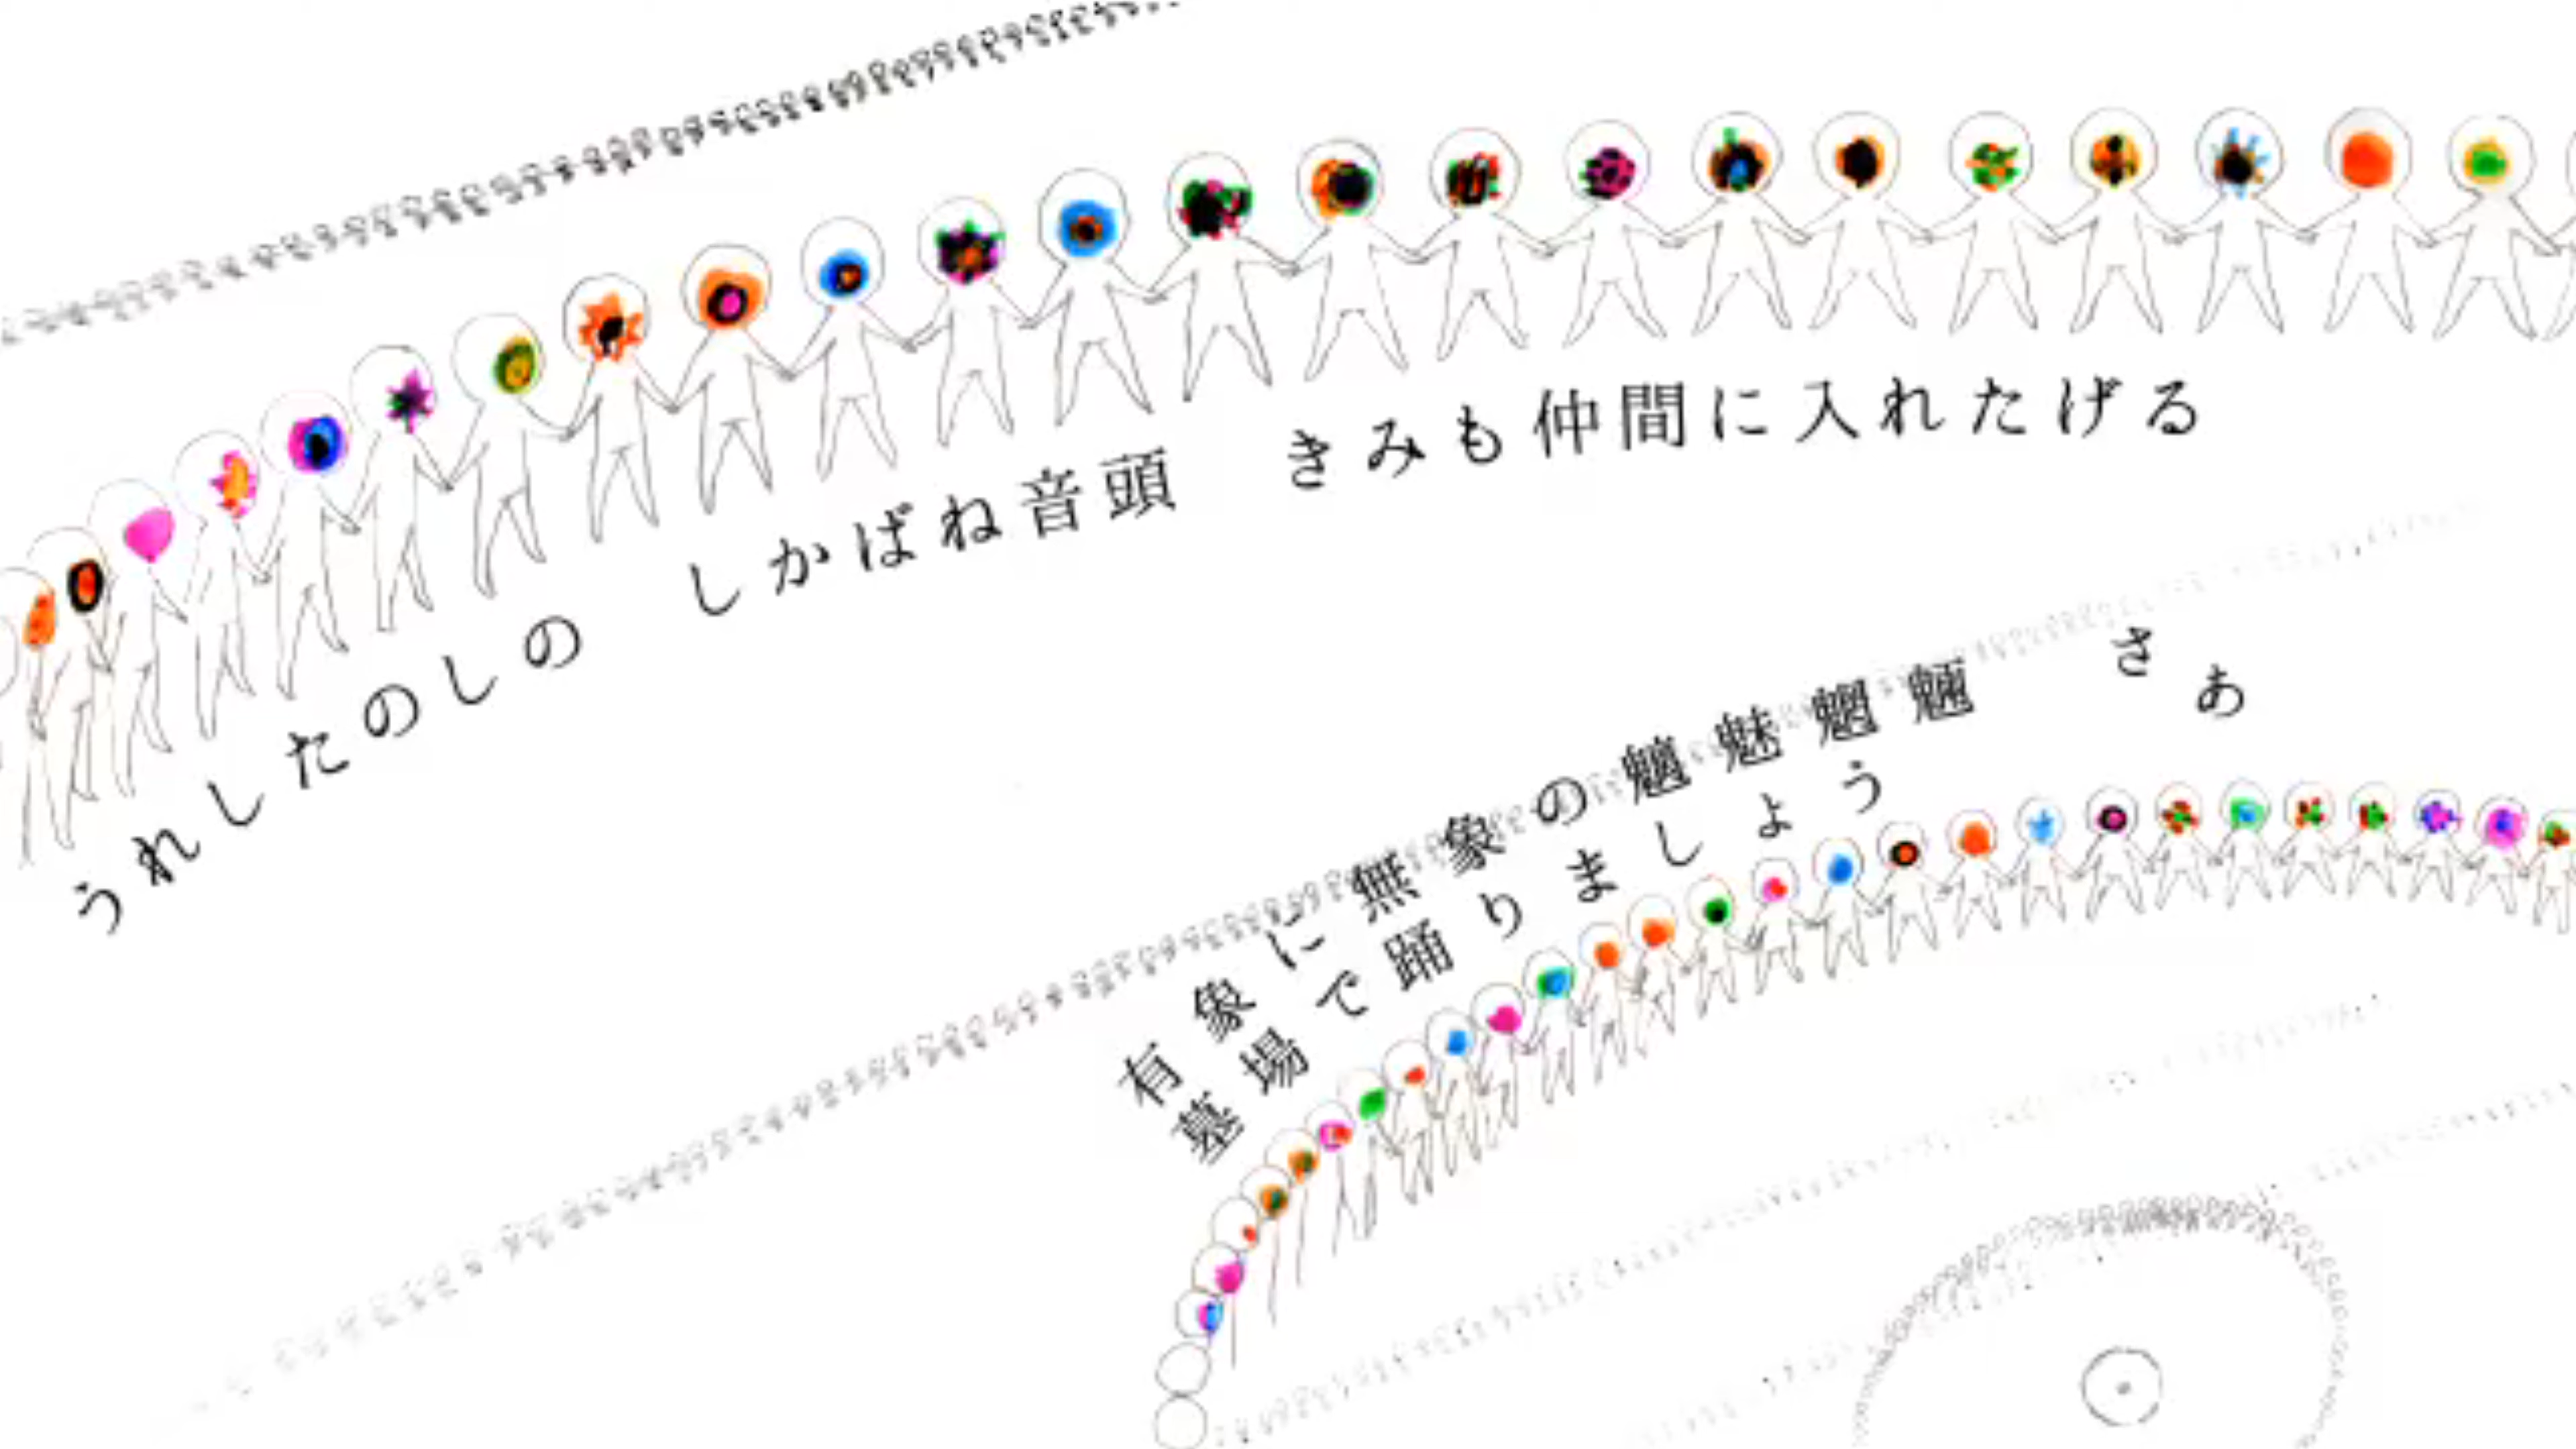 うれしたのしの　しかばね音頭　きみも仲間に入れたげる
有象に無象の魑魅魍魎　さあ
墓場で踊りましょう